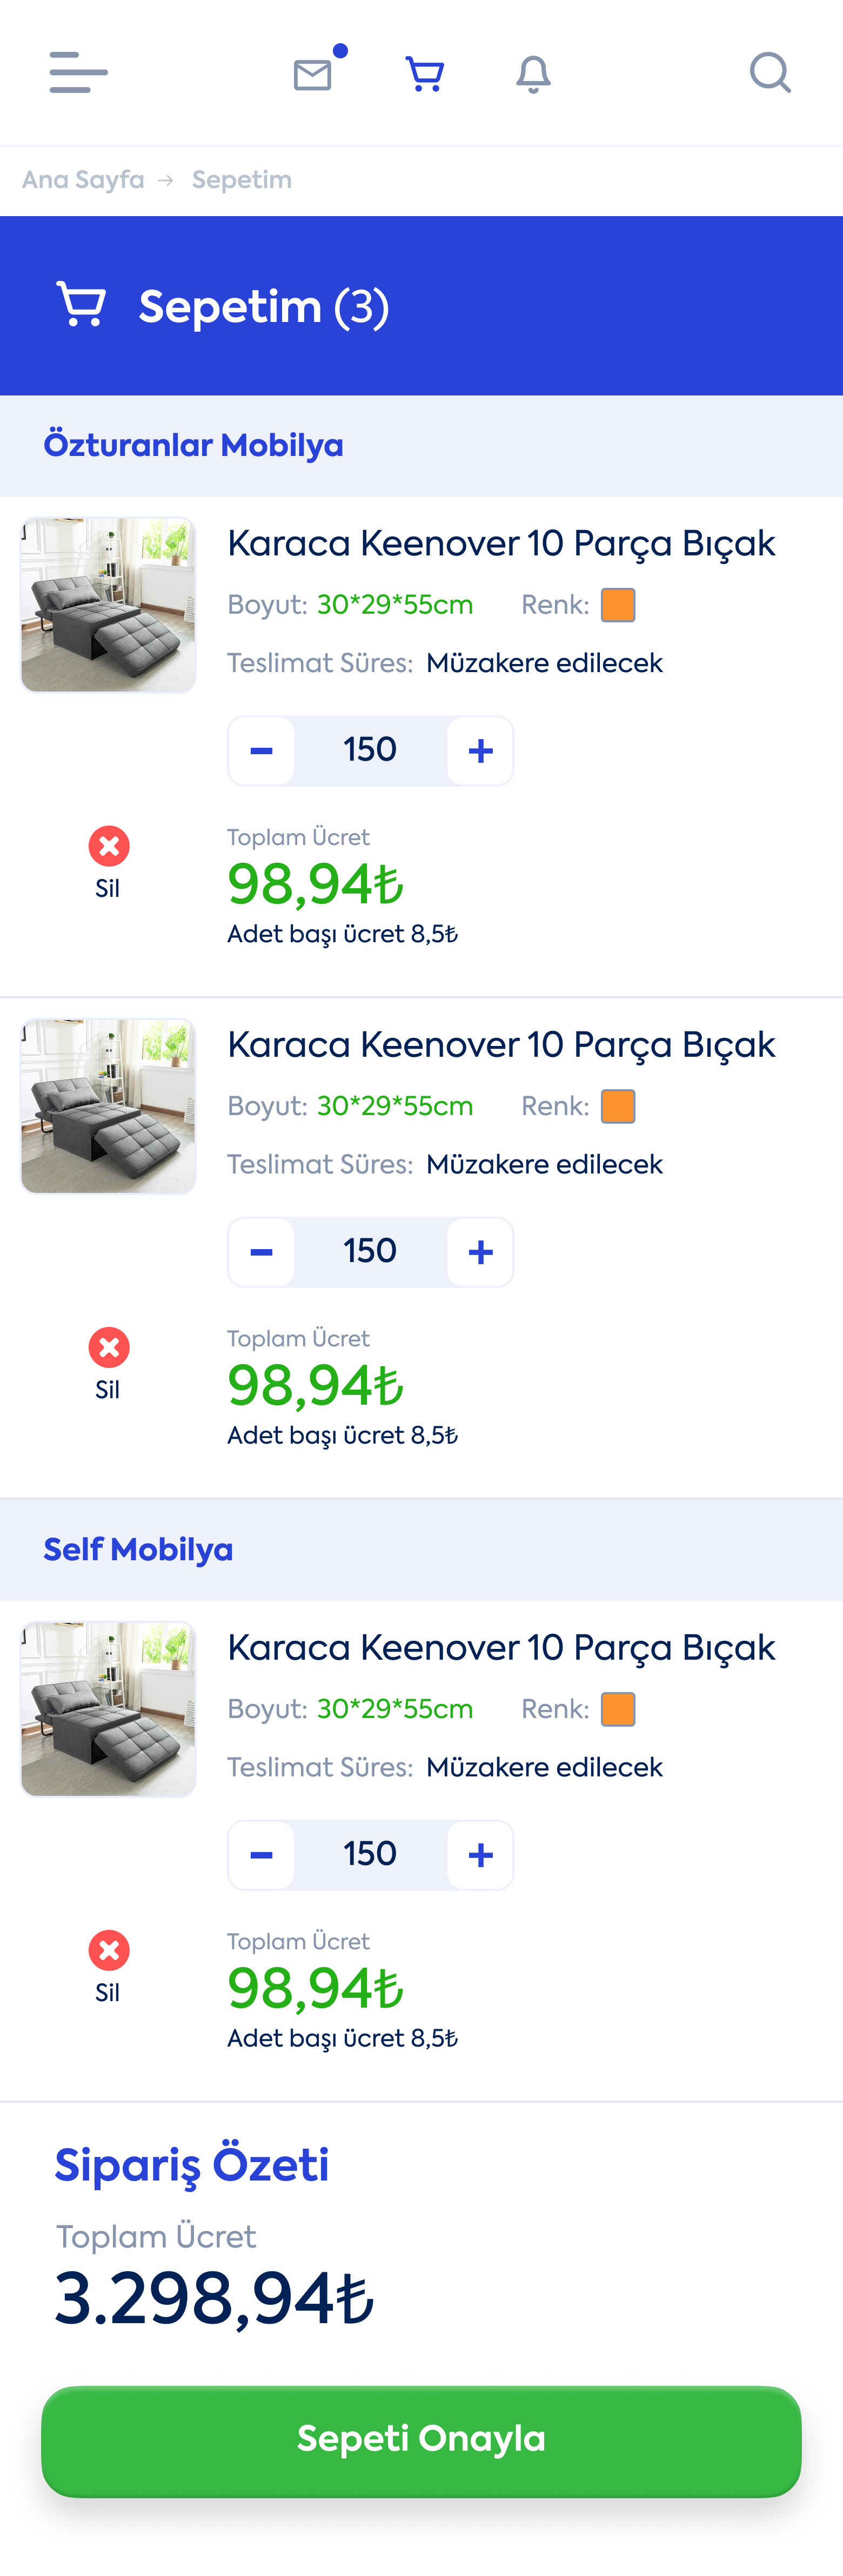 Ana Sayfa → Sepetim
Sepetim (3)
Özturanlar Mobilya
Karaca Keenover 10 Parça Bıçak
Boyut: 30*29*55cm Renk:
Teslimat Süres: Müzakere edilecek
− 150 +
Toplam Ücret
98,94₺
Adet başı ücret 8,5₺
Sil
Karaca Keenover 10 Parça Bıçak
Boyut: 30*29*55cm Renk:
Teslimat Süres: Müzakere edilecek
− 150 +
Toplam Ücret
98,94₺
Adet başı ücret 8,5₺
Sil
Self Mobilya
Karaca Keenover 10 Parça Bıçak
Boyut: 30*29*55cm Renk:
Teslimat Süres: Müzakere edilecek
− 150 +
Toplam Ücret
98,94₺
Adet başı ücret 8,5₺
Sil
Sipariş Özeti
Toplam Ücret
3.298,94₺
Sepeti Onayla